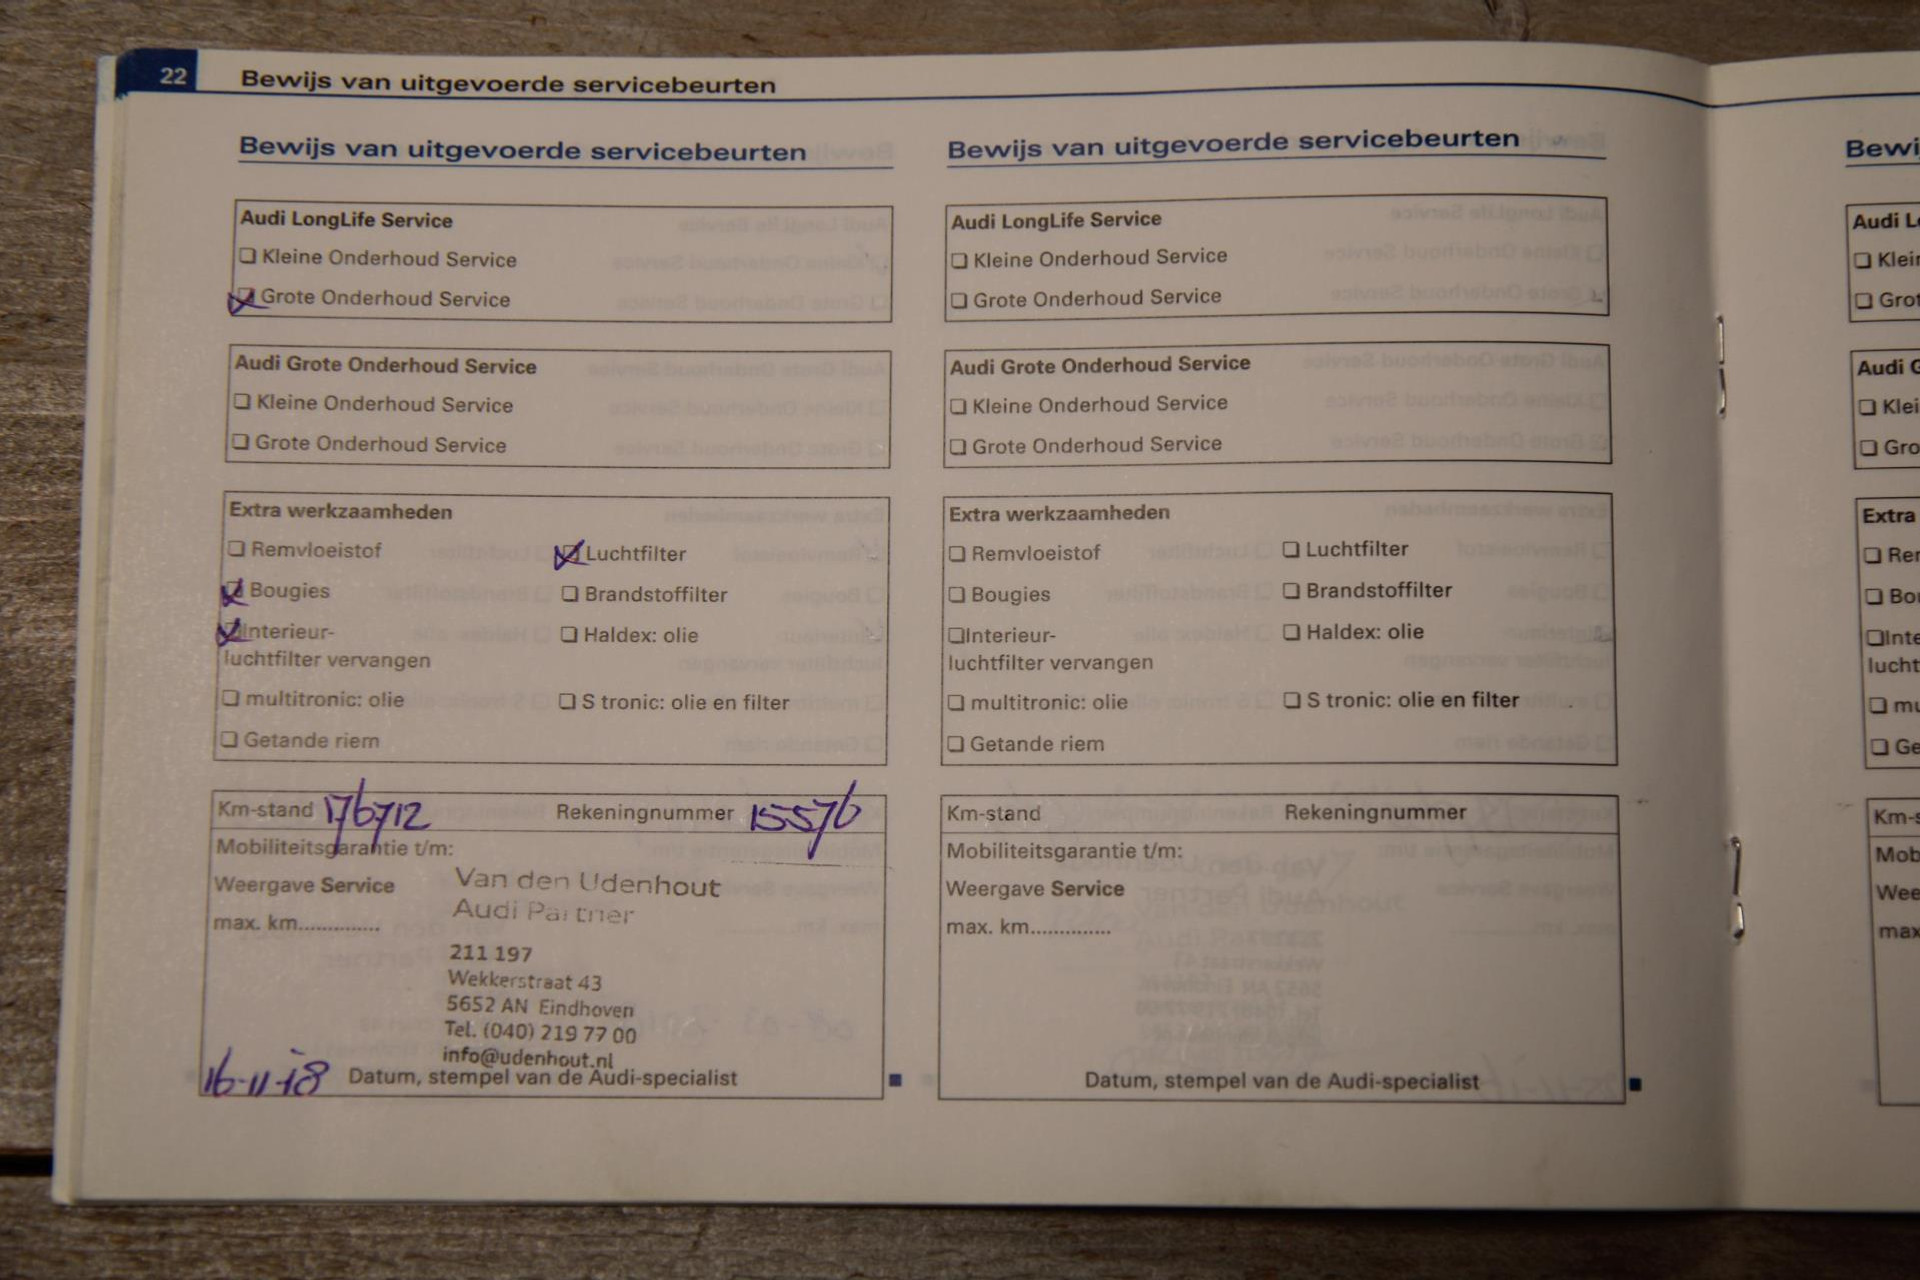 22 Bewijs van uitgevoerde servicebeurten
Bewijs van uitgevoerde servicebeurten
Audi LongLife Service
Kleine Onderhoud Service
Grote Onderhoud Service
Audi Grote Onderhoud Service
Kleine Onderhoud Service
Grote Onderhoud Service
Extra werkzaamheden
Remvloeistof Luchtfilter
Bougies Brandstoffilter
Interieur- Haldex: olie
luchtfilter vervangen
multitronic: olie S tronic: olie en filter
Getande riem
Km-stand 176712 Rekeningnummer 15576
Mobiliteitsgarantie t/m:
Weergave Service
max. km..............
Van den Udenhout
Audi Partner
211 197
Wekkerstraat 43
5652 AN Eindhoven
Tel. (040) 219 77 00
info@udenhout.nl
16-11-18 Datum, stempel van de Audi-specialist
Bewijs van uitgevoerde servicebeurten
Audi LongLife Service
Kleine Onderhoud Service
Grote Onderhoud Service
Audi Grote Onderhoud Service
Kleine Onderhoud Service
Grote Onderhoud Service
Extra werkzaamheden
Remvloeistof Luchtfilter
Bougies Brandstoffilter
Interieur- Haldex: olie
luchtfilter vervangen
multitronic: olie S tronic: olie en filter
Getande riem
Km-stand Rekeningnummer
Mobiliteitsgarantie t/m:
Weergave Service
max. km..............
Datum, stempel van de Audi-specialist